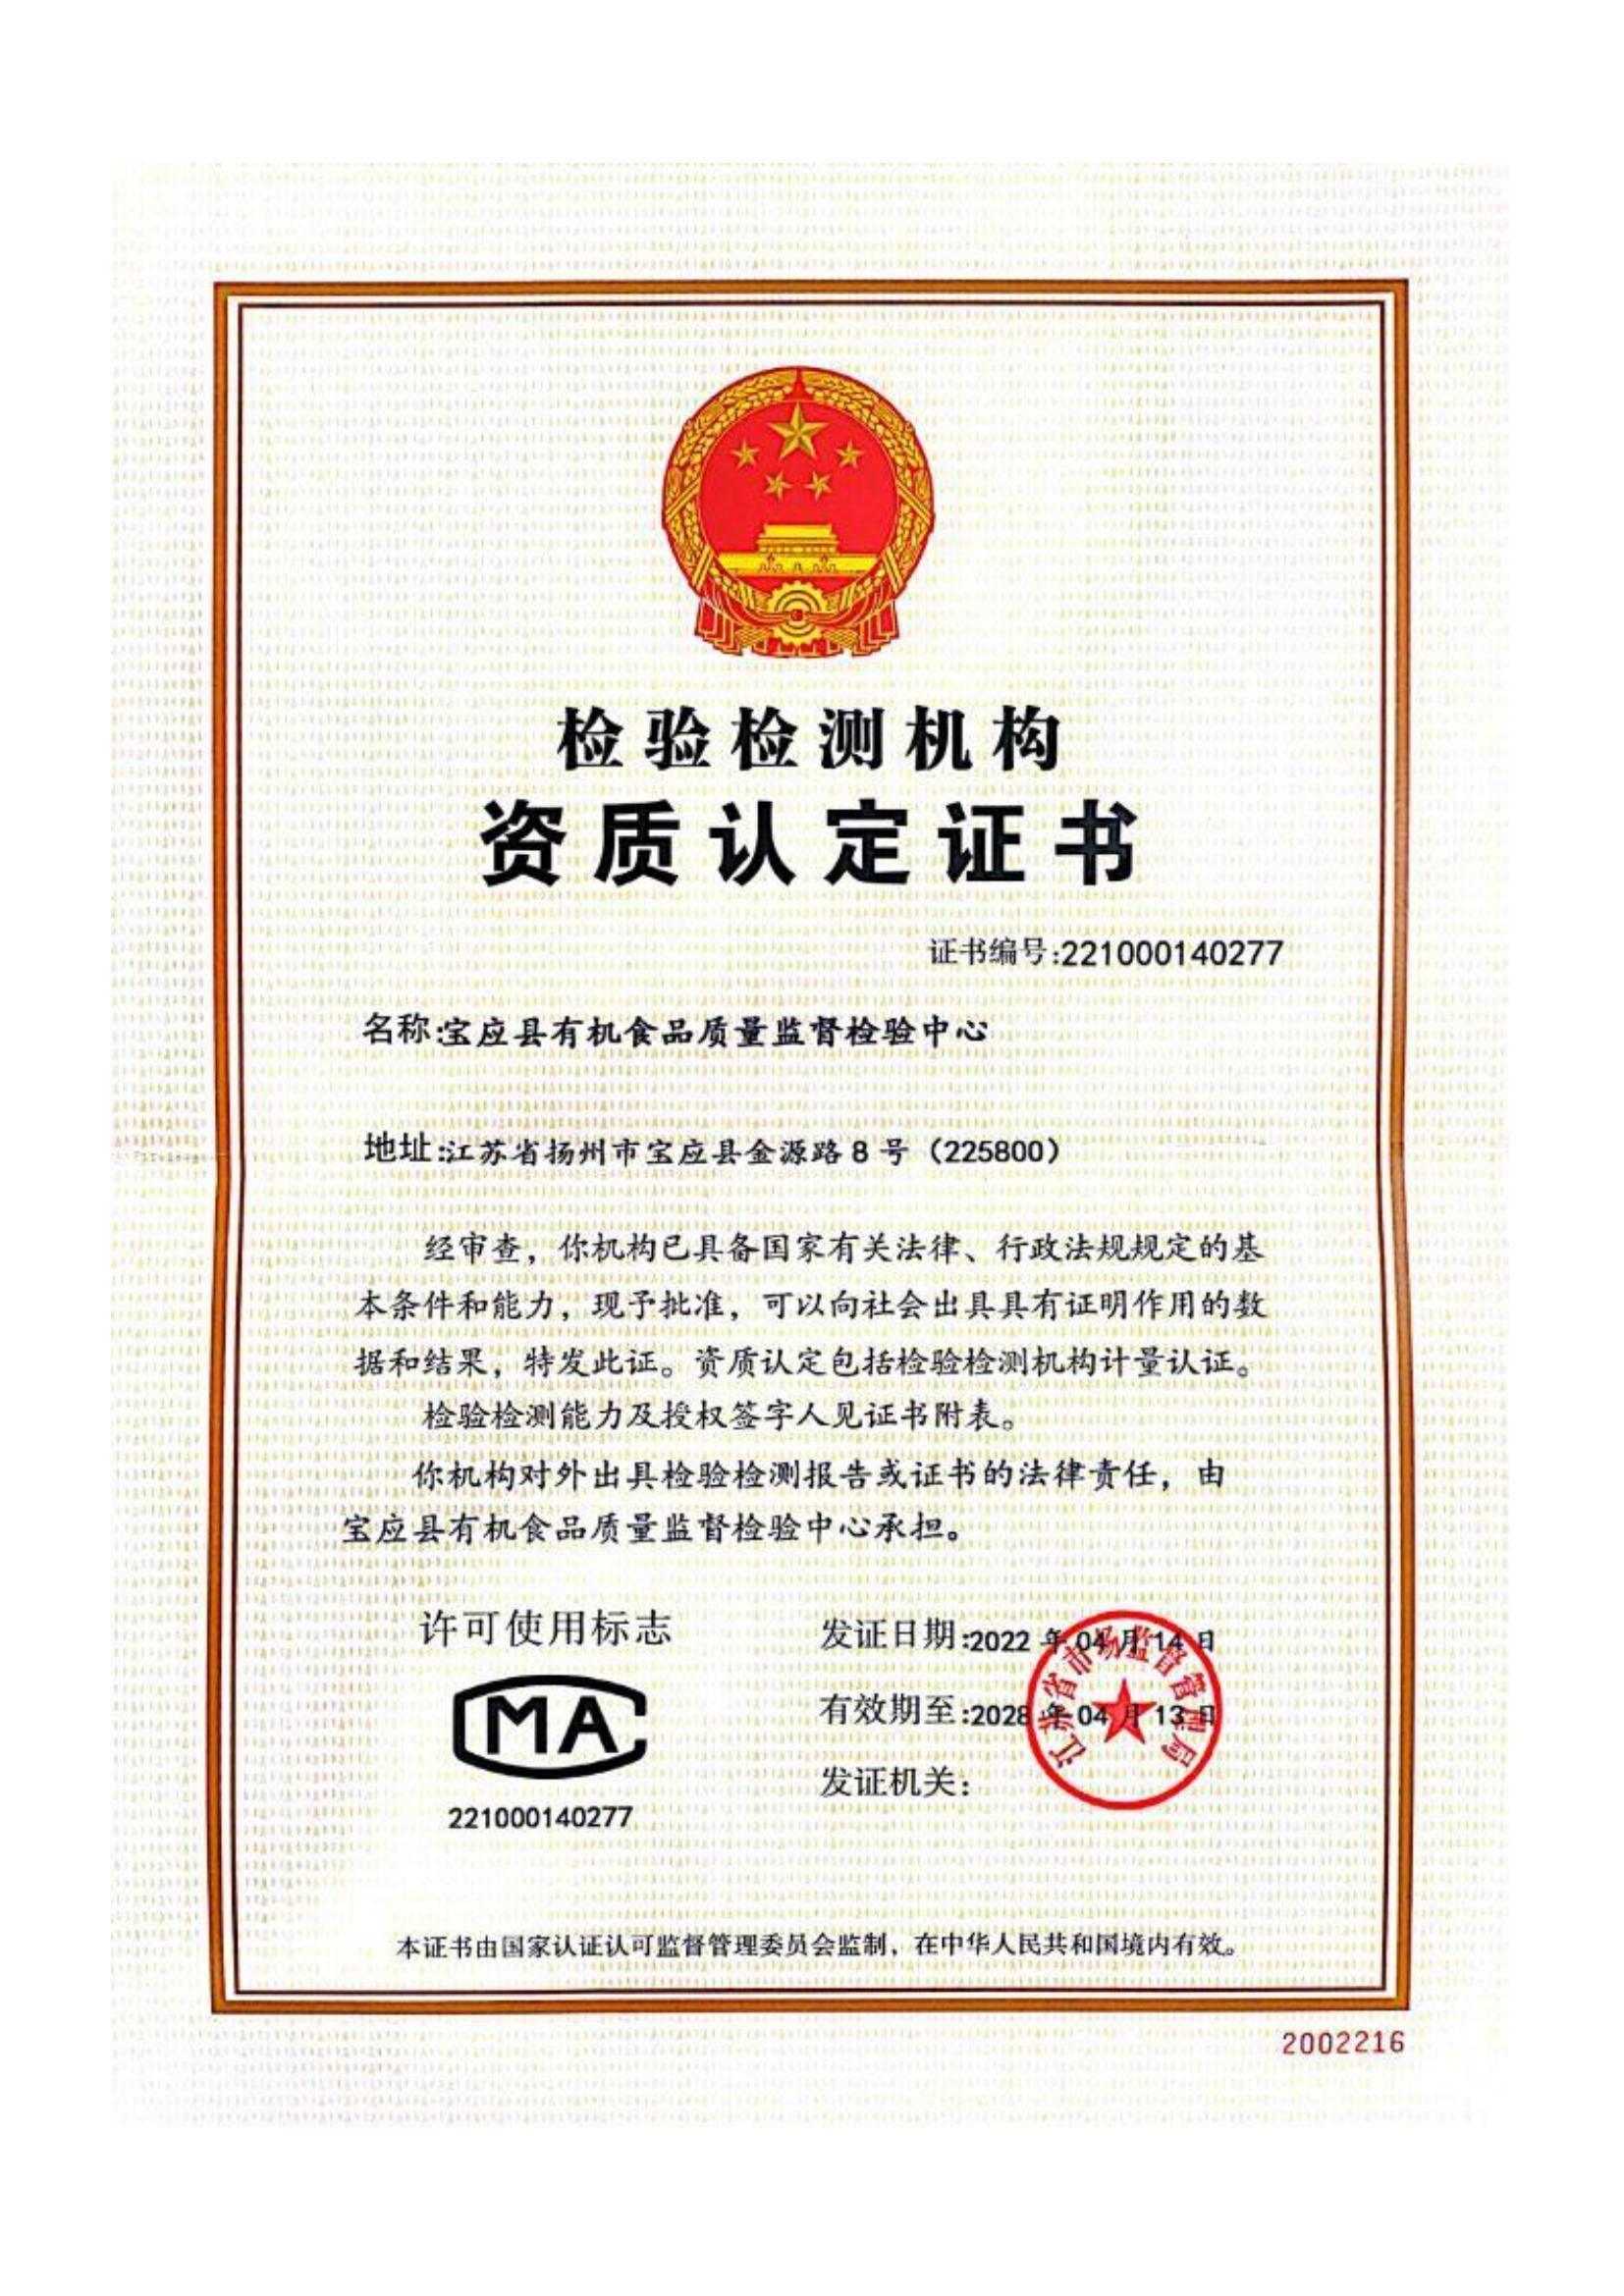 检验检测机构
资质认定证书
证书编号:221000140277
名称:宝应县有机食品质量监督检验中心
地址:江苏省扬州市宝应县金源路8号（225800）
经审查，你机构已具备国家有关法律、行政法规规定的基
本条件和能力，现予批准，可以向社会出具具有证明作用的数
据和结果，特发此证。资质认定包括检验检测机构计量认证。
检验检测能力及授权签字人见证书附表。
你机构对外出具检验检测报告或证书的法律责任，由
宝应县有机食品质量监督检验中心承担。
许可使用标志
MA
221000140277
发证日期:2022年04月14日
有效期至:2028年04月13日
发证机关:
江苏省市场监督管理局
本证书由国家认证认可监督管理委员会监制，在中华人民共和国境内有效。
2002216